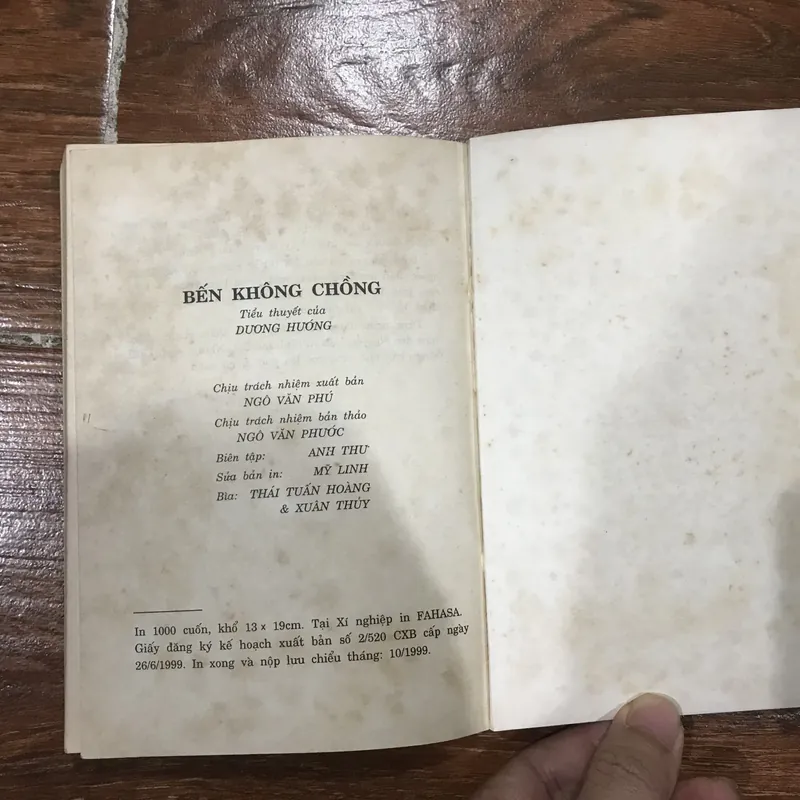 BẾN KHÔNG CHỒNG
Tiểu thuyết của
DƯƠNG HƯỚNG
Chịu trách nhiệm xuất bản
NGÔ VĂN PHÚ
Chịu trách nhiệm bản thảo
NGÔ VĂN PHƯỚC
Biên tập: ANH THƯ
Sửa bản in: MỸ LINH
Bìa: THÁI TUẤN HOÀNG
& XUÂN THỦY
In 1000 cuốn, khổ 13 x 19cm. Tại Xí nghiệp in FAHASA.
Giấy đăng ký kế hoạch xuất bản số 2/520 CXB cấp ngày
26/6/1999. In xong và nộp lưu chiểu tháng: 10/1999.